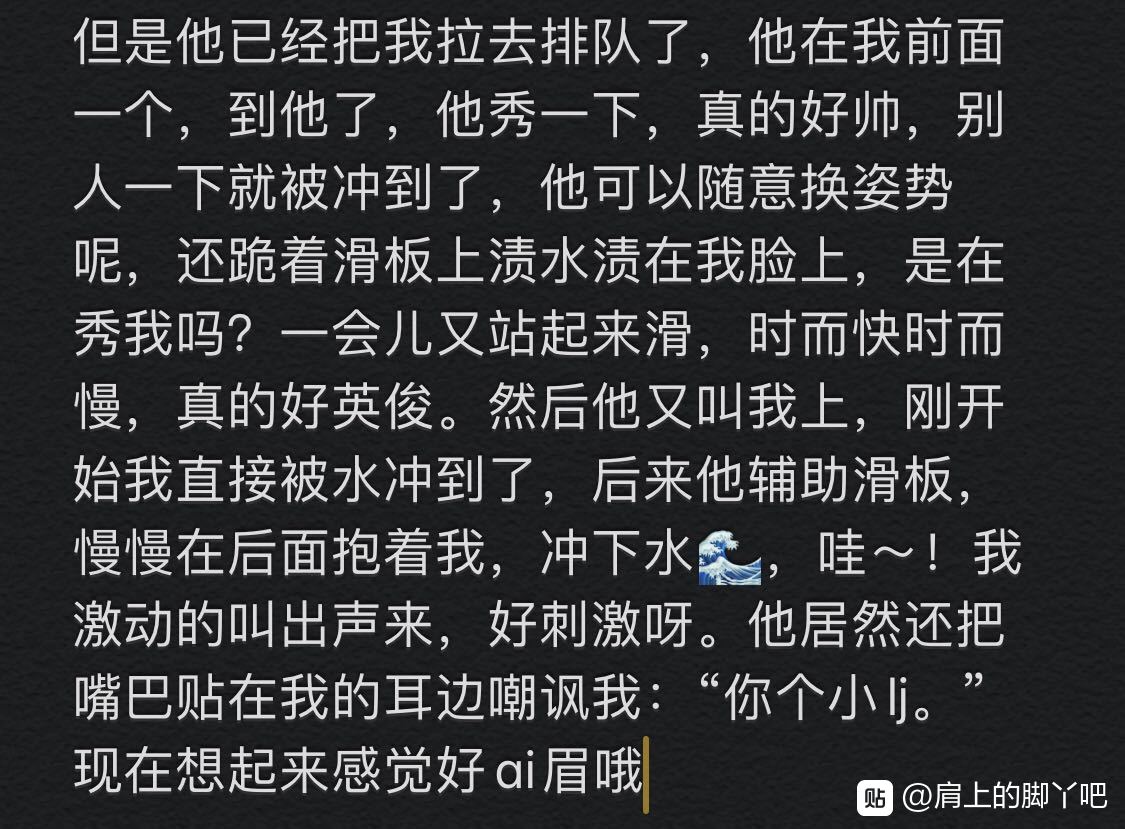 但是他已经把我拉去排队了，他在我前面
一个，到他了，他秀一下，真的好帅，别
人一下就被冲到了，他可以随意换姿势
呢，还跪着滑板上渍水渍在我脸上，是在
秀我吗？一会儿又站起来滑，时而快时而
慢，真的好英俊。然后他又叫我上，刚开
始我直接被水冲到了，后来他辅助滑板，
慢慢在后面抱着我，冲下水🌊，哇～！我
激动的叫出声来，好刺激呀。他居然还把
嘴巴贴在我的耳边嘲讽我：“你个小lj。”
现在想起来感觉好ai眉哦
贴 @肩上的脚丫吧